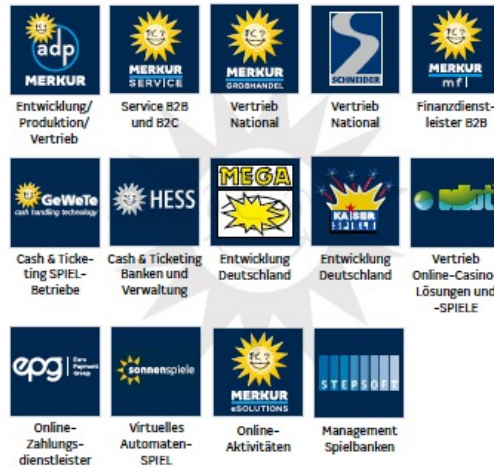 adp
MERKUR
MERKUR
SERVICE
MERKUR
GROßHANDEL
SCHNEIDER
MERKUR
mfl
Entwicklung/
Produktion/
Vertrieb
Service B2B
und B2C
Vertrieb
National
Vertrieb
National
Finanzdienst-
leister B2B
GeWeTe
cash handling technology
HESS
MEGA
KAISER
SPIELE
Cash & Ticke-
ting SPIEL-
Betriebe
Cash & Ticketing
Banken und
Verwaltung
Entwicklung
Deutschland
Entwicklung
Deutschland
Vertrieb
Online-Casino-
Lösungen und
-SPIELE
epg
Euro
Payment
Group
sonnenspiele
MERKUR
eSOLUTIONS
STEPSOFT
Online-
Zahlungs-
dienstleister
Virtuelles
Automaten-
SPIEL
Online-
Aktivitäten
Management
Spielbanken